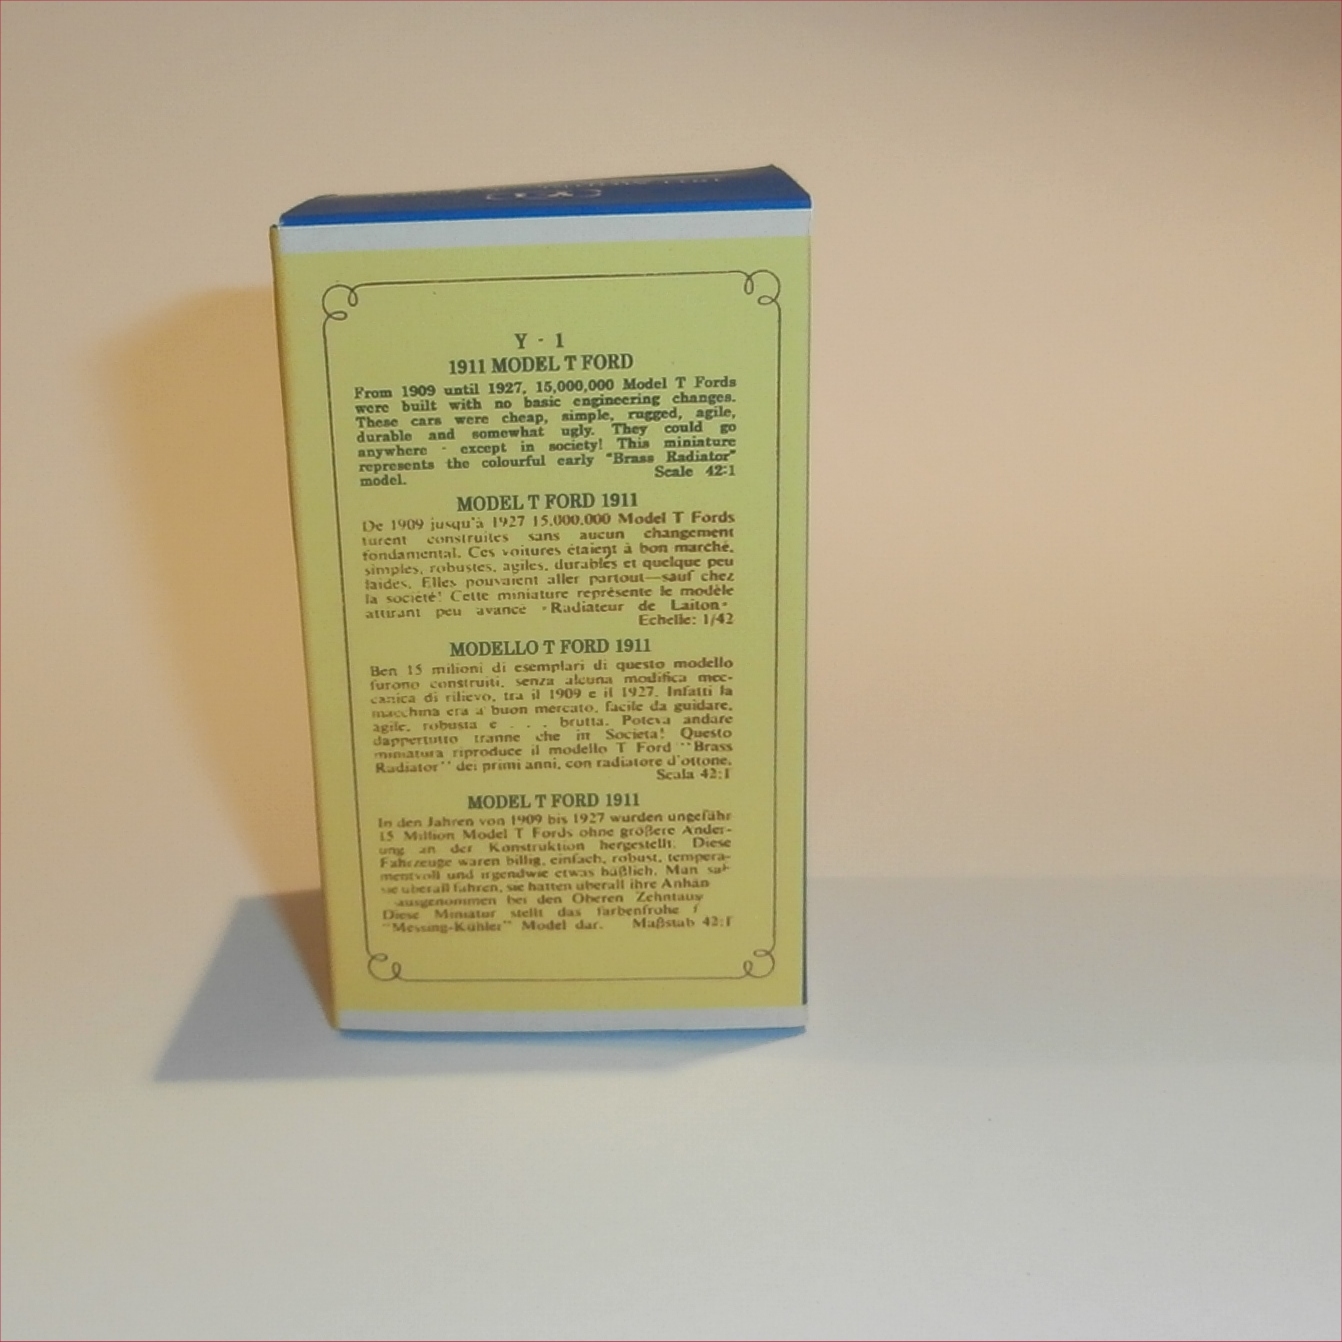 Y - 1
1911 MODEL T FORD
From 1909 until 1927, 15,000,000 Model T Fords
were built with no basic engineering changes.
These cars were cheap, simple, rugged, agile,
durable and somewhat ugly. They could go
anywhere - except in society! This miniature
represents the colourful early "Brass Radiator"
model. Scale 42:1
MODEL T FORD 1911
De 1909 jusqu'à 1927 15.000.000 Model T Fords
furent construites sans aucun changement
fondamental. Ces voitures étaient à bon marché,
simples, robustes, agiles, durables et quelque peu
laides. Elles pouvaient aller partout—sauf chez
la societé! Cette miniature représente le modèle
attirant peu avancé "Radiateur de Laiton"
Echelle: 1/42
MODELLO T FORD 1911
Ben 15 milioni di esemplari di questo modello
furono construiti, senza alcuna modifica mec-
canica di rilievo, tra il 1909 e il 1927. Infatti la
macchina era a buon mercato, facile da guidare,
agile, robusta e . . . brutta. Poteva andare
dappertutto tranne che in Societa! Questo
miniatura riproduce il modello T Ford "Brass
Radiator" dei primi anni, con radiatore d'ottone.
Scala 42:1
MODEL T FORD 1911
In den Jahren von 1909 bis 1927 wurden ungefähr
15 Million Model T Fords ohne größere Ander-
ung an der Konstruktion hergestellt. Diese
Fahrzeuge waren billig, einfach, robust, tempera-
mentvoll und irgendwie etwas häßlich. Man sah
sie uberall fahren, sie hatten uberall ihre Anhän
ausgenommen bei den Oberen Zehntaus
Diese Miniatur stellt das farbenfrohe f
"Messing-Kühler" Model dar. Maßstab 42:1